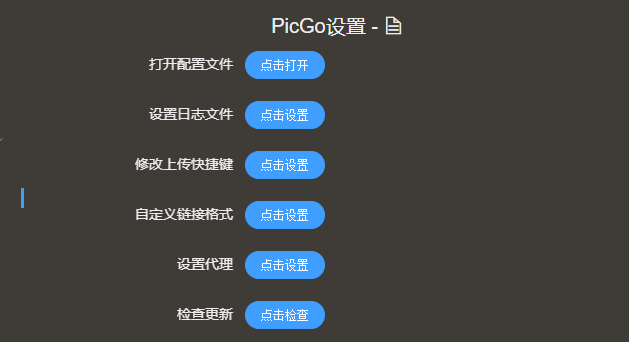 PicGo设置 -
打开配置文件 点击打开
设置日志文件 点击设置
修改上传快捷键 点击设置
自定义链接格式 点击设置
设置代理 点击设置
检查更新 点击检查